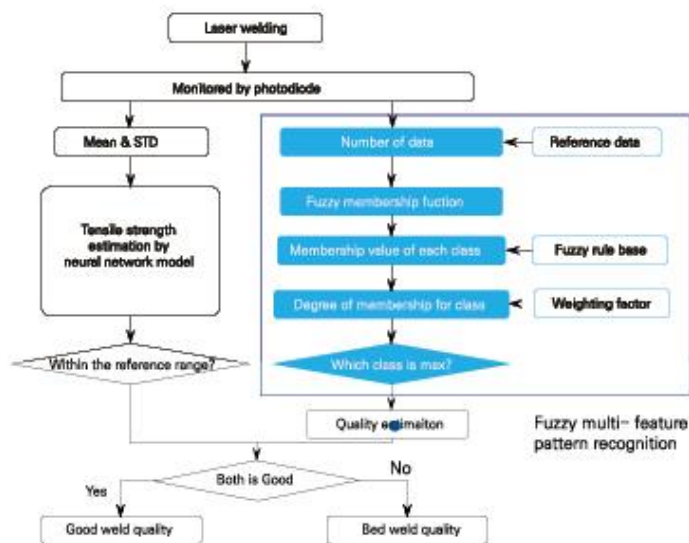 Laser welding
Monitored by photodiode
Mean & STD
Number of data
Reference data
Fuzzy membership fuction
Tensile strength
estimation by
neural network model
Membership value of each class
Fuzzy rule base
Degree of membership for class
Weighting factor
Within the reference range?
Which class is max?
Quality estimaiton
Fuzzy multi- feature
pattern recognition
Both is Good
Yes
No
Good weld quality
Bed weld quality